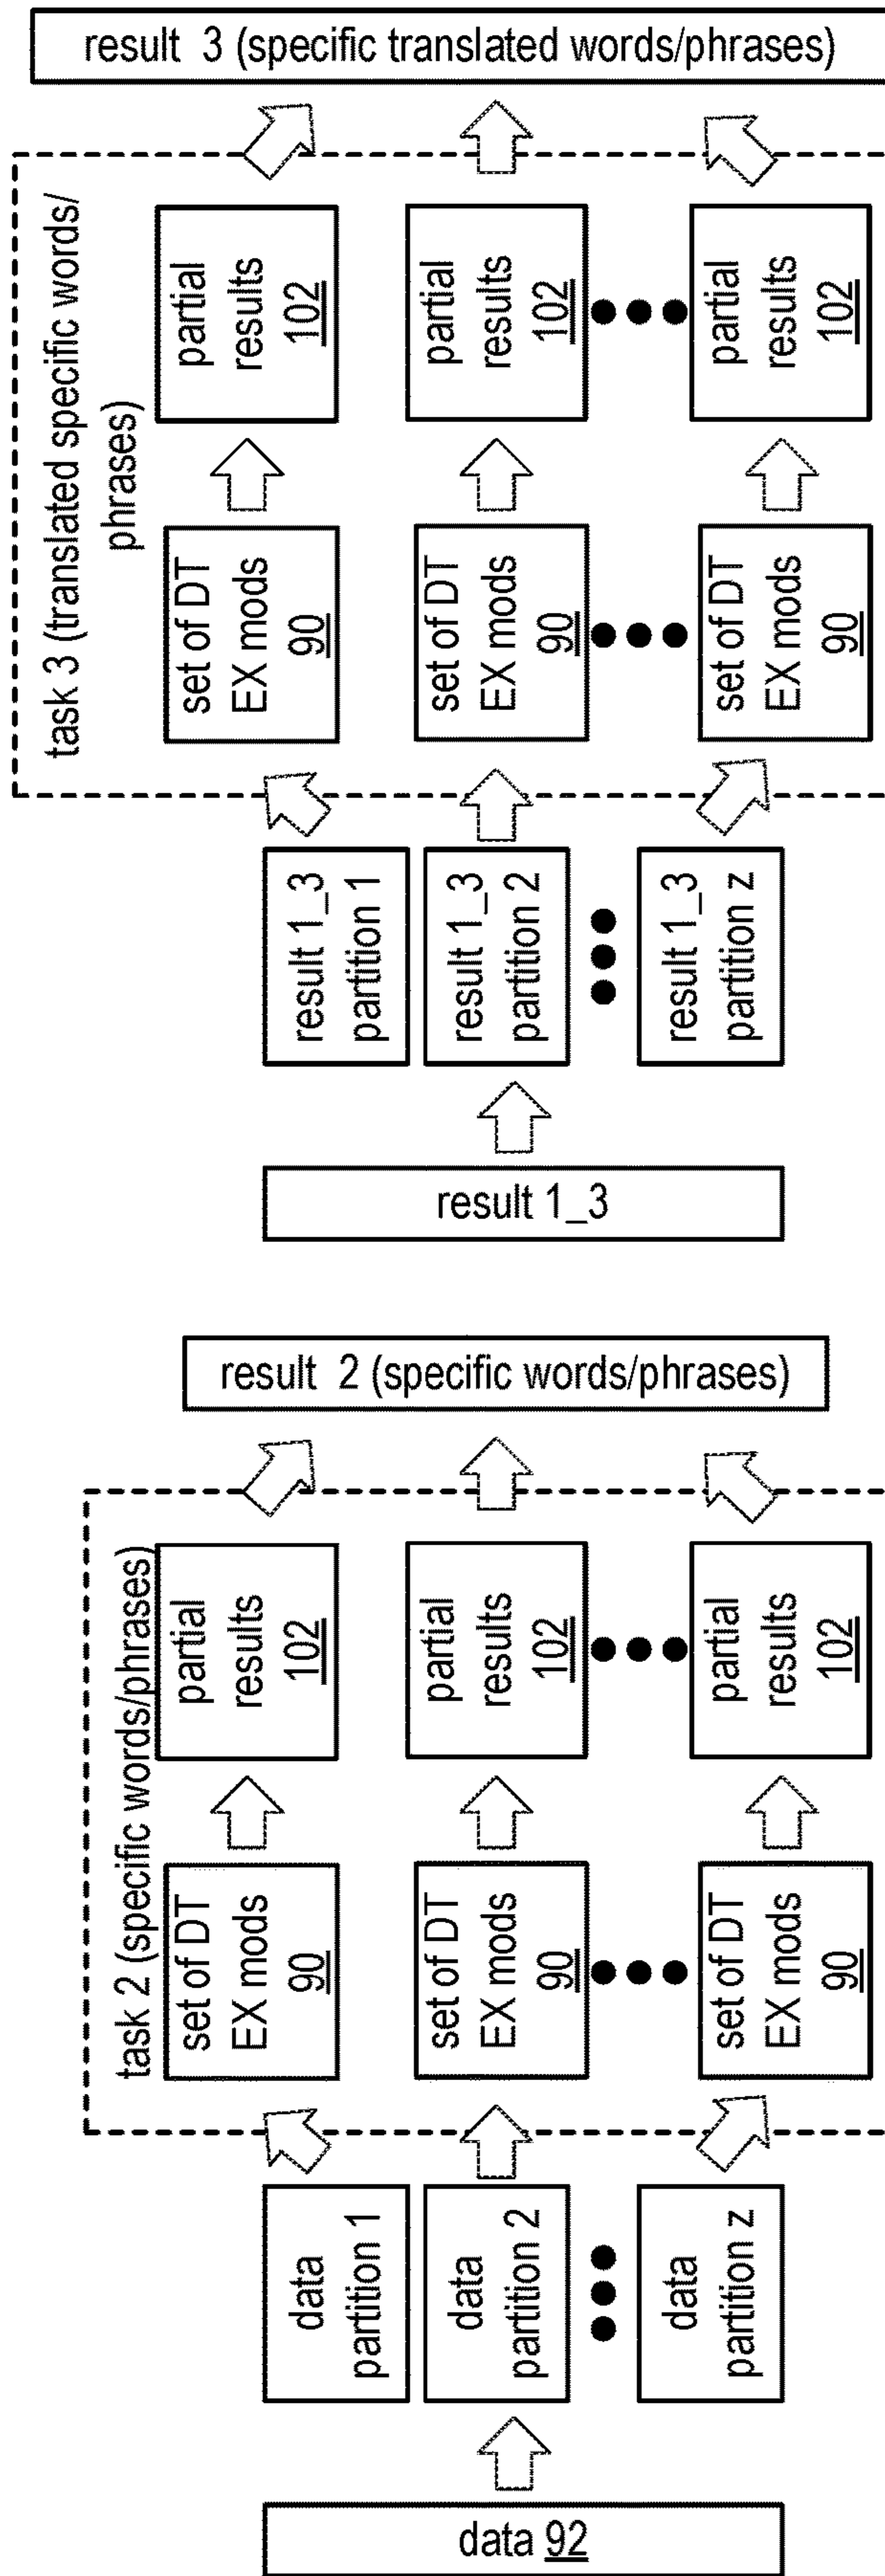 data 92
data
partition 1
data
partition 2
data
partition z
task 2 (specific words/phrases)
set of DT
EX mods
90
set of DT
EX mods
90
set of DT
EX mods
90
partial
results
102
partial
results
102
partial
results
102
result 2 (specific words/phrases)
result 1_3
result 1_3
partition 1
result 1_3
partition 2
result 1_3
partition z
task 3 (translated specific words/
phrases)
set of DT
EX mods
90
set of DT
EX mods
90
set of DT
EX mods
90
partial
results
102
partial
results
102
partial
results
102
result 3 (specific translated words/phrases)